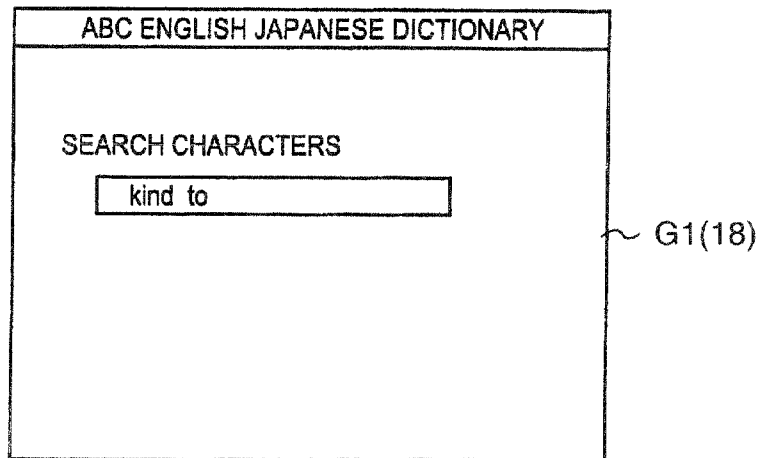 ABC ENGLISH JAPANESE DICTIONARY
SEARCH CHARACTERS
kind to
G1(18)